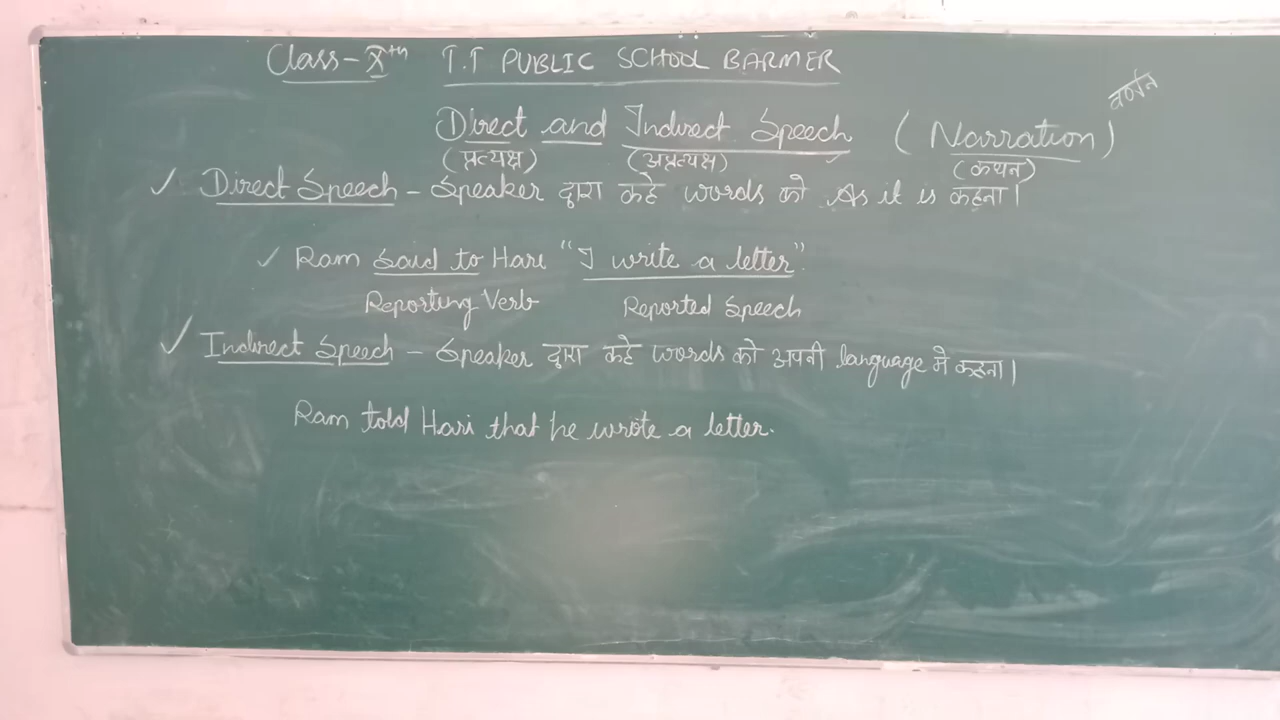 Class-Xth T.T PUBLIC SCHOOL BARMER
वर्णन
Direct and Indirect Speech (Narration)
(प्रत्यक्ष) (अप्रत्यक्ष) (कथन)
✓ Direct Speech - Speaker द्वारा कहे words को As it is कहना।
✓ Ram Said to Hari "I write a letter".
Reporting Verb Reported Speech
✓ Indirect Speech - Speaker द्वारा कहे words को अपनी language मे कहना।
Ram told Hari that he wrote a letter.